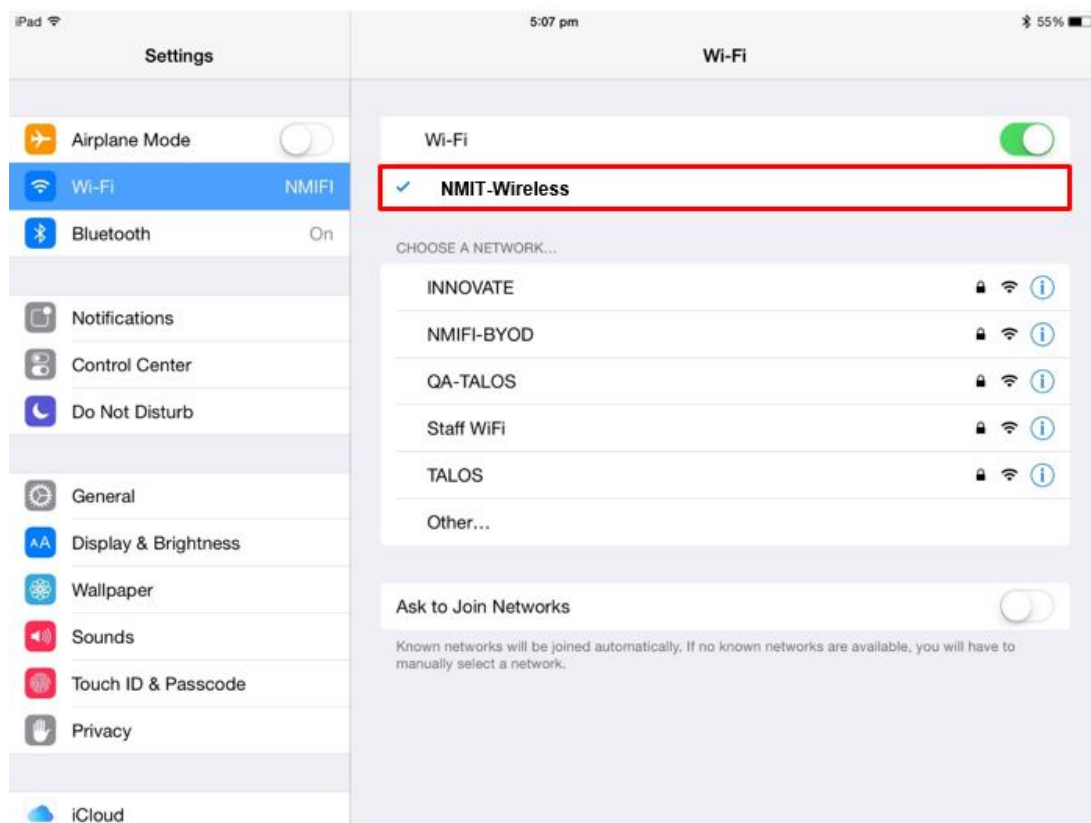 iPad 5:07 pm 55%
Settings
Airplane Mode
Wi-Fi NMIFI
Bluetooth On
Notifications
Control Center
Do Not Disturb
General
Display & Brightness
Wallpaper
Sounds
Touch ID & Passcode
Privacy
iCloud
Wi-Fi
Wi-Fi
NMIT-Wireless
CHOOSE A NETWORK...
INNOVATE
NMIFI-BYOD
QA-TALOS
Staff WiFi
TALOS
Other...
Ask to Join Networks
Known networks will be joined automatically. If no known networks are available, you will have to
manually select a network.